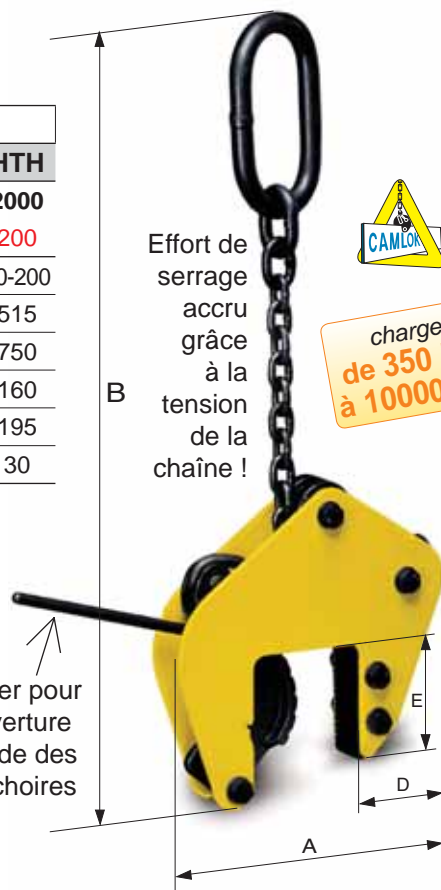 HTH
2000
200
0-200
515
750
160
195
30
B
Effort de
serrage
accru
grâce
à la
tension
de la
chaîne !
CAMLOK
charge
de 350
à 10000
er pour
verture
de des
choires
E
D
A